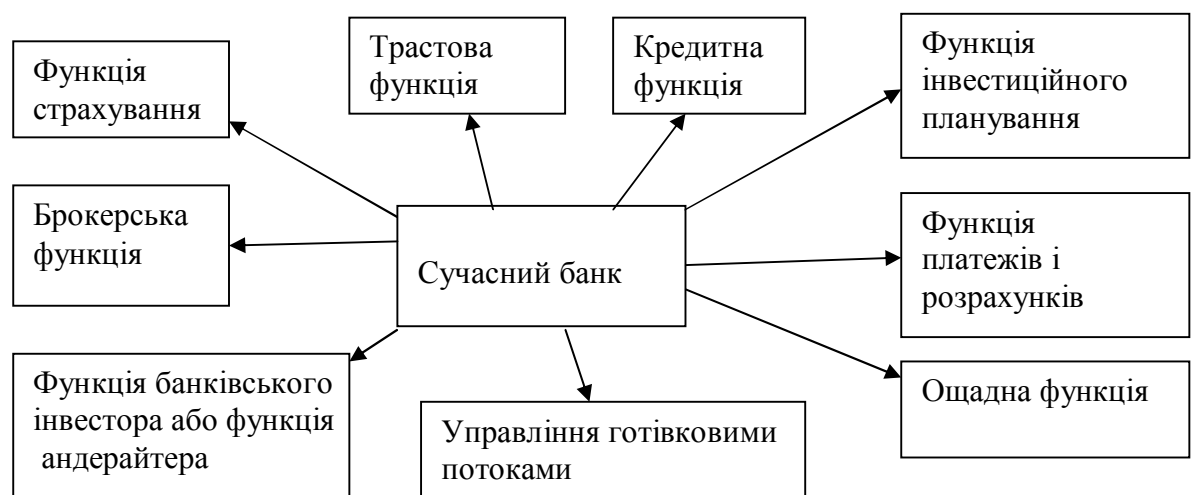 Функція
страхування
Трастова
функція
Кредитна
функція
Функція
інвестиційного
планування
Брокерська
функція
Сучасний банк
Функція
платежів і
розрахунків
Функція банківського
інвестора або функція
андерайтера
Управління готівковими
потоками
Ощадна функція